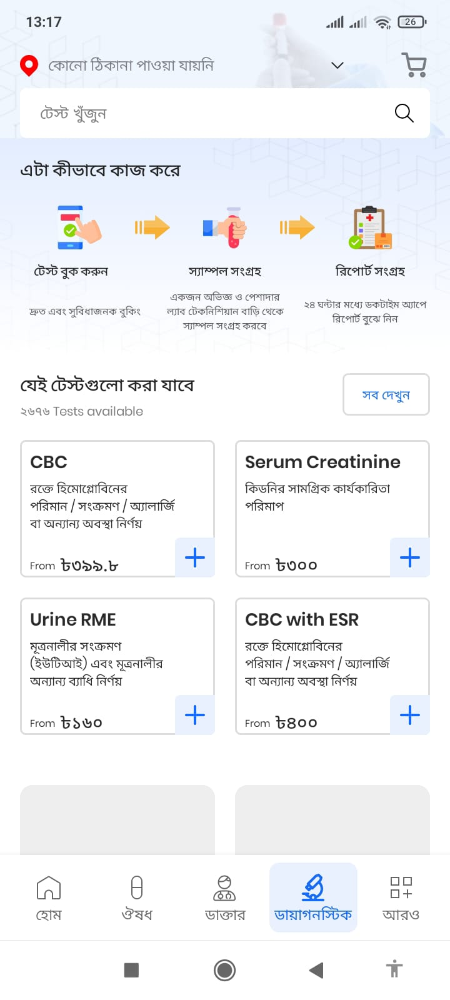 13:17
26
কোনো ঠিকানা পাওয়া যায়নি
টেস্ট খুঁজুন
এটা কীভাবে কাজ করে
টেস্ট বুক করুন
দ্রুত এবং সুবিধাজনক বুকিং
স্যাম্পল সংগ্রহ
একজন অভিজ্ঞ ও পেশাদার
ল্যাব টেকনিশিয়ান বাড়ি থেকে
স্যাম্পল সংগ্রহ করবে
রিপোর্ট সংগ্রহ
২৪ ঘন্টার মধ্যে ডকটাইম অ্যাপে
রিপোর্ট বুঝে নিন
যেই টেস্টগুলো করা যাবে
২৬৭৬ Tests available
সব দেখুন
CBC
রক্তে হিমোগ্লোবিনের
পরিমান / সংক্রমণ / অ্যালার্জি
বা অন্যান্য অবস্থা নির্ণয়
From ৳৩৯৯.৮
Serum Creatinine
কিডনির সামগ্রিক কার্যকারিতা
পরিমাপ
From ৳৩০০
Urine RME
মূত্রনালীর সংক্রমণ
(ইউটিআই) এবং মূত্রনালীর
অন্যান্য ব্যাধি নির্ণয়
From ৳১৬০
CBC with ESR
রক্তে হিমোগ্লোবিনের
পরিমান / সংক্রমণ / অ্যালার্জি
বা অন্যান্য অবস্থা নির্ণয়
From ৳৪০০
হোম
ঔষধ
ডাক্তার
ডায়াগনস্টিক
আরও